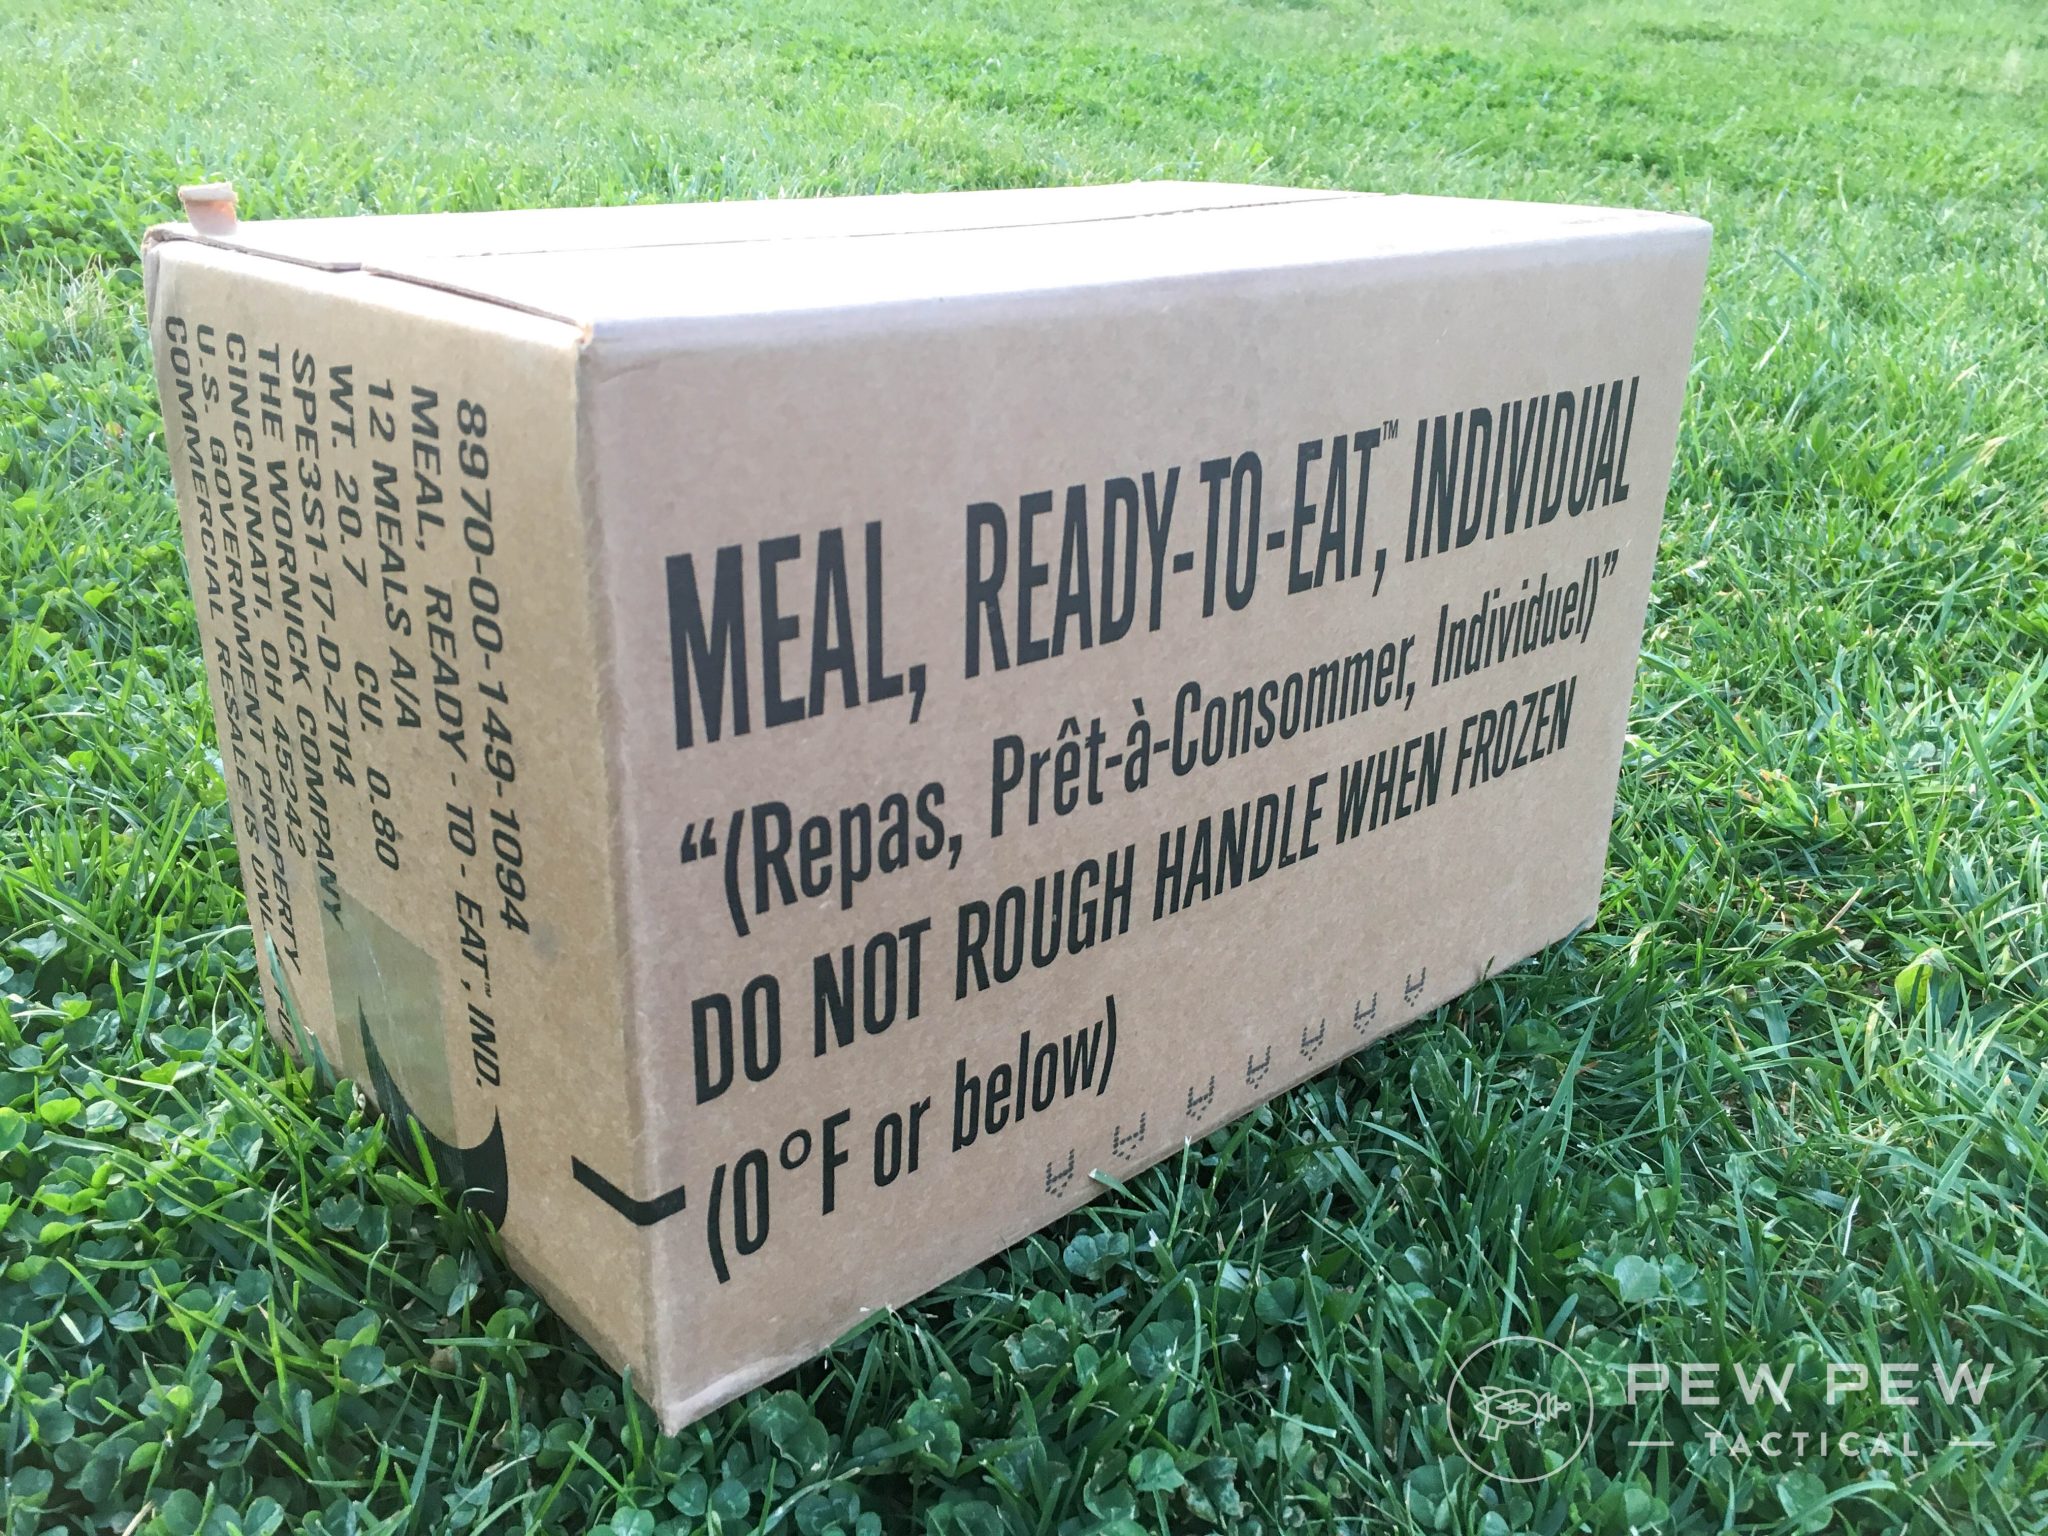 8970-00-149-1094
MEAL, READY - TO - EAT™, IND.
12 MEALS A/A
WT. 20.7 CU. 0.80
SPE3S1-17-D-Z114
THE WORNICK COMPANY
CINCINNATI, OH 45242
U.S. GOVERNMENT PROPERTY
COMMERCIAL RESALE IS
MEAL, READY-TO-EAT™, INDIVIDUAL
“(Repas, Prêt-à-Consommer, Individuel)”
DO NOT ROUGH HANDLE WHEN FROZEN
(0°F or below)
PEW PEW
TACTICAL